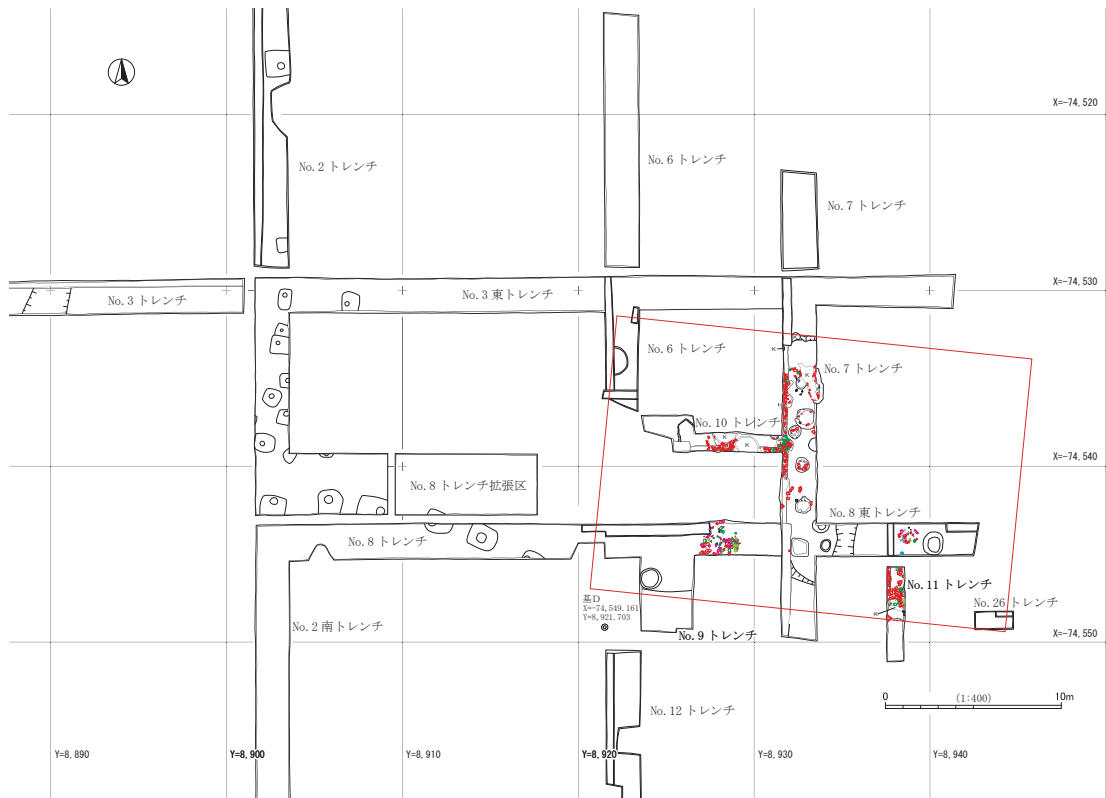 X=-74,520
No.2 トレンチ
No.6 トレンチ
No.7 トレンチ
X=-74,530
No.3 トレンチ
No.3 東トレンチ
No.6 トレンチ
K
No.7 トレンチ
K
No.10 トレンチ
K
K
X=-74,540
No.8 トレンチ拡張区
No.8 東トレンチ
No.8 トレンチ
No.11 トレンチ
基D
X=-74,549.161
Y=8,921.703
No.26 トレンチ
K
No.2 南トレンチ
No.9 トレンチ
X=-74,550
0
(1:400)
10m
No.12 トレンチ
Y=8,890
Y=8,900
Y=8,910
Y=8,920
Y=8,930
Y=8,940